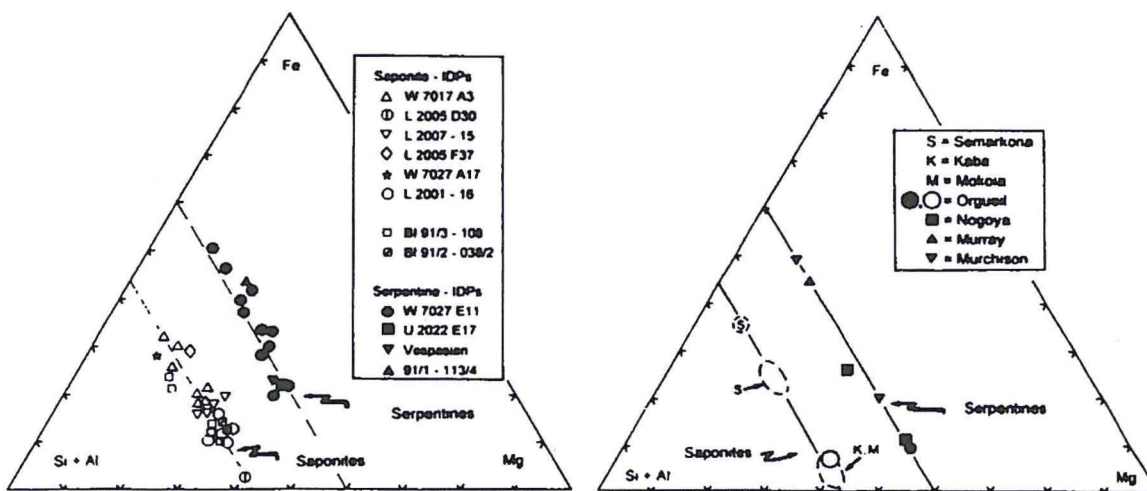 Fe
Saponite - IDPs
W 7017 A3
L 2005 D30
L 2007 - 15
L 2005 F37
W 7027 A17
L 2001 - 16
BI 91/3 - 108
BI 91/2 - 038/2
Serpentine - IDPs
W 7027 E11
U 2022 E17
Vespasian
91/1 - 113/4
Serpentines
Saponites
Si + Al
Mg
Fe
S = Semarkona
K = Kaba
M = Mokoia
= Orgueil
= Nogoya
= Murray
= Murchison
S
S
Serpentines
Saponites
K, M
Si + Al
Mg